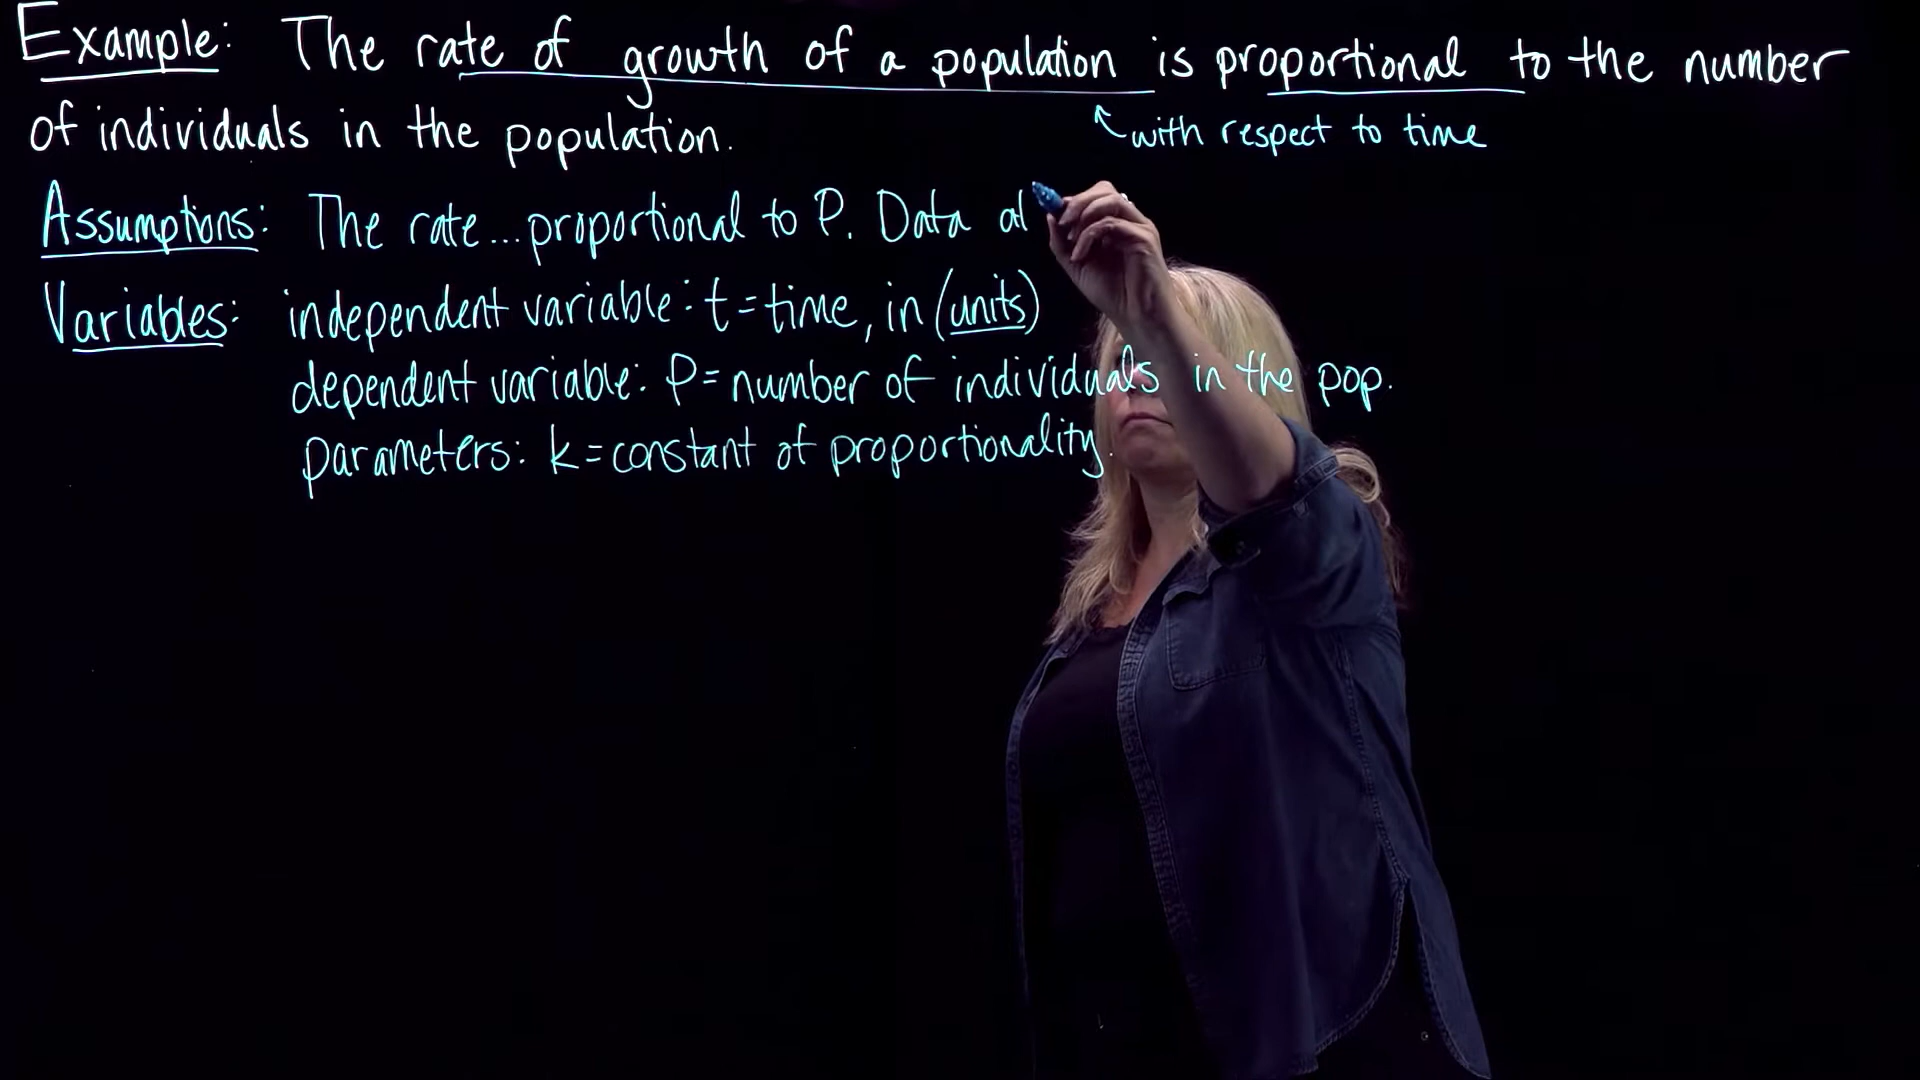 Example: The rate of growth of a population is proportional to the number
of individuals in the population.
with respect to time
Assumptions: The rate... proportional to P. Data
Variables: independent variable: t = time, in (units)
dependent variable: P = number of individuals in the pop.
parameters: k = constant of proportionality.